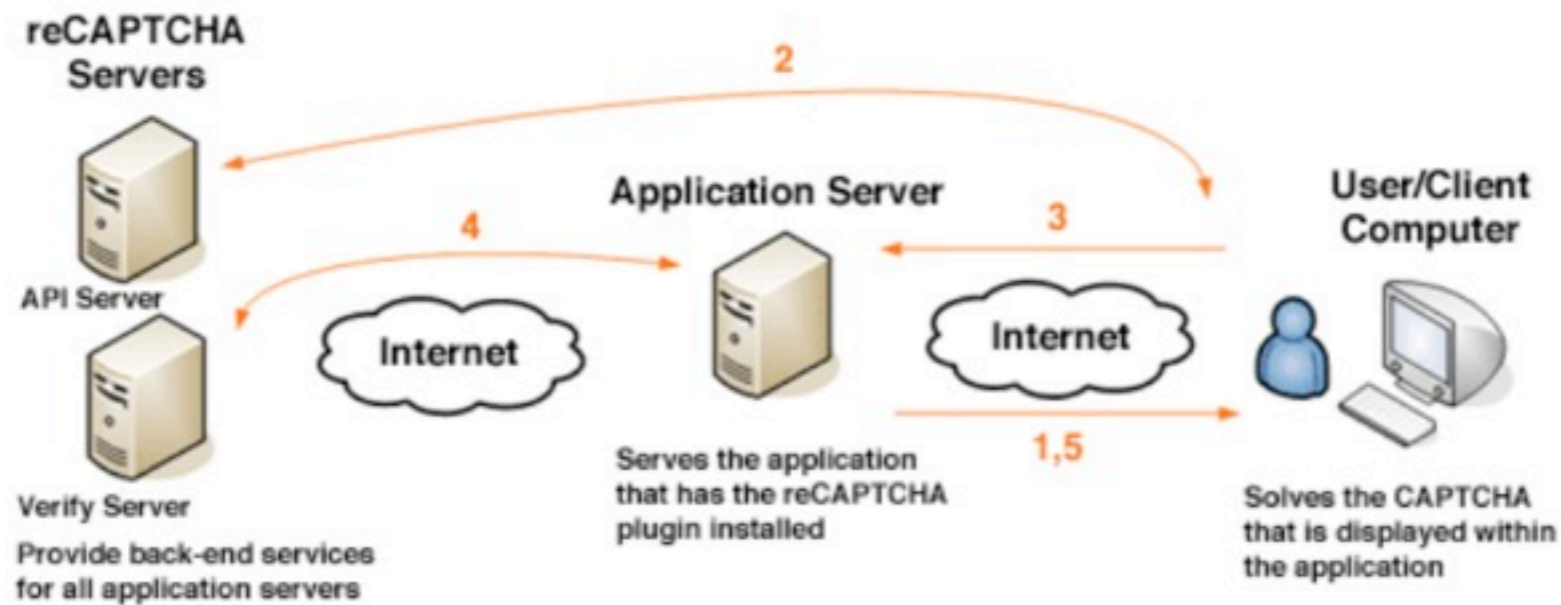 reCAPTCHA
Servers
2
Application Server
User/Client
Computer
4
3
API Server
Internet
Internet
1,5
Verify Server
Provide back-end services
for all application servers
Serves the application
that has the reCAPTCHA
plugin installed
Solves the CAPTCHA
that is displayed within
the application